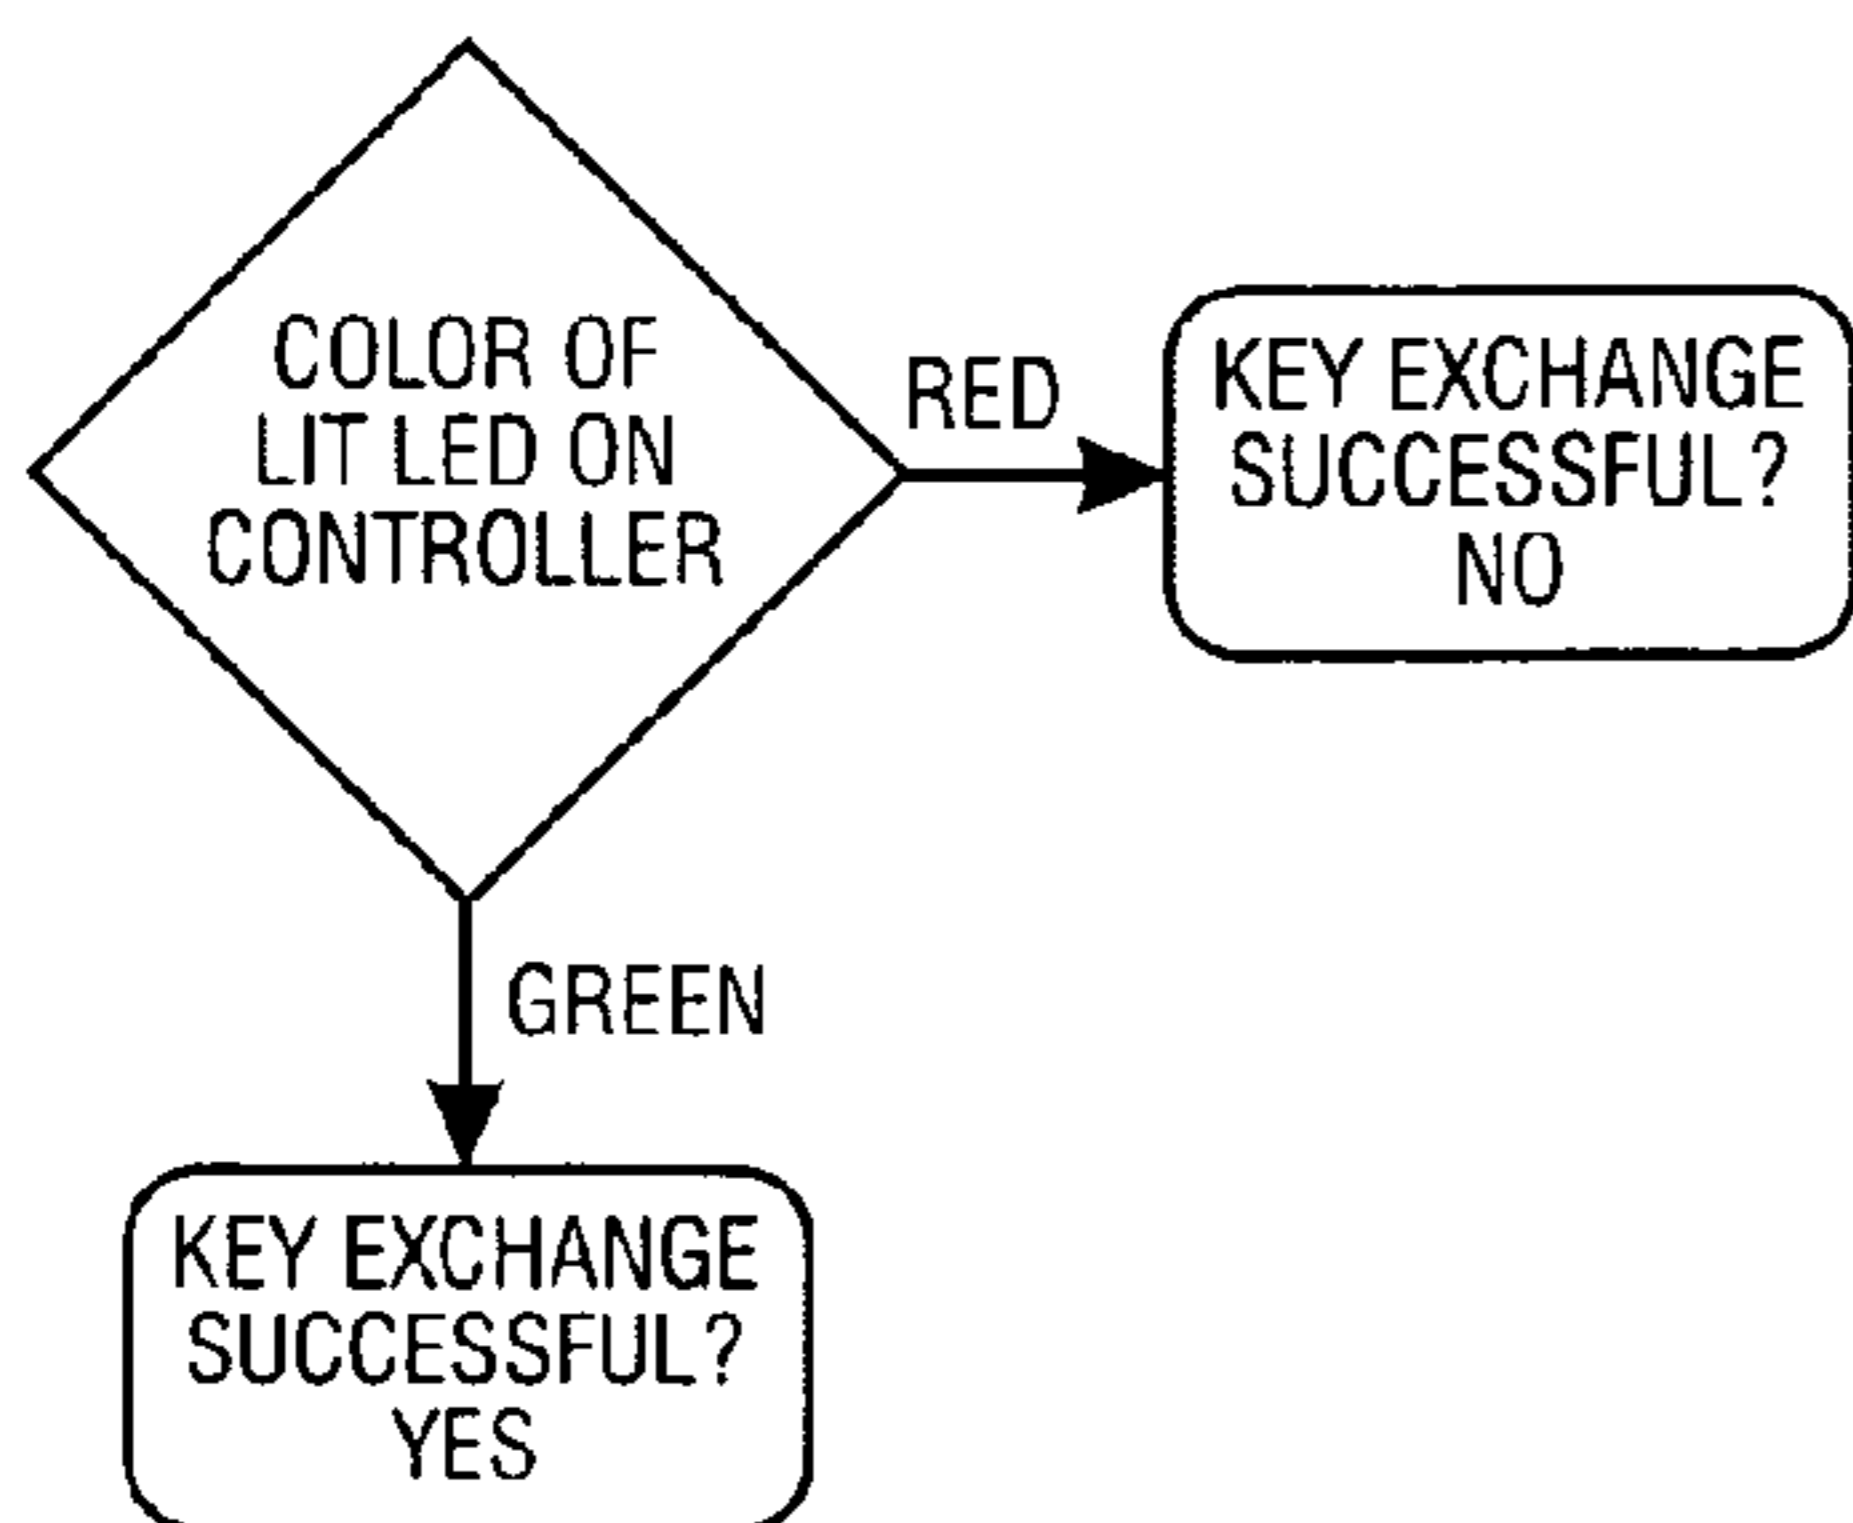 COLOR OF
LIT LED ON
CONTROLLER
RED
KEY EXCHANGE
SUCCESSFUL?
NO
GREEN
KEY EXCHANGE
SUCCESSFUL?
YES